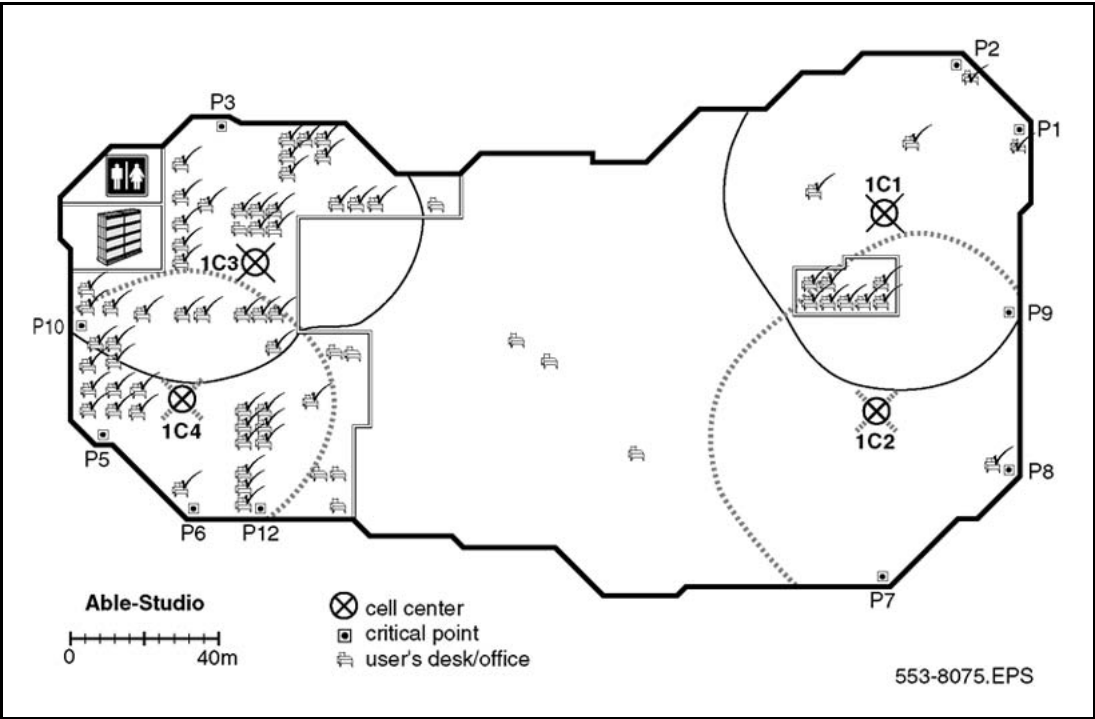 P2
P3
P1
1C1
1C3
P10
P9
1C4
1C2
P5
P8
P6
P12
P7
Able-Studio
0
40m
cell center
critical point
user's desk/office
553-8075.EPS